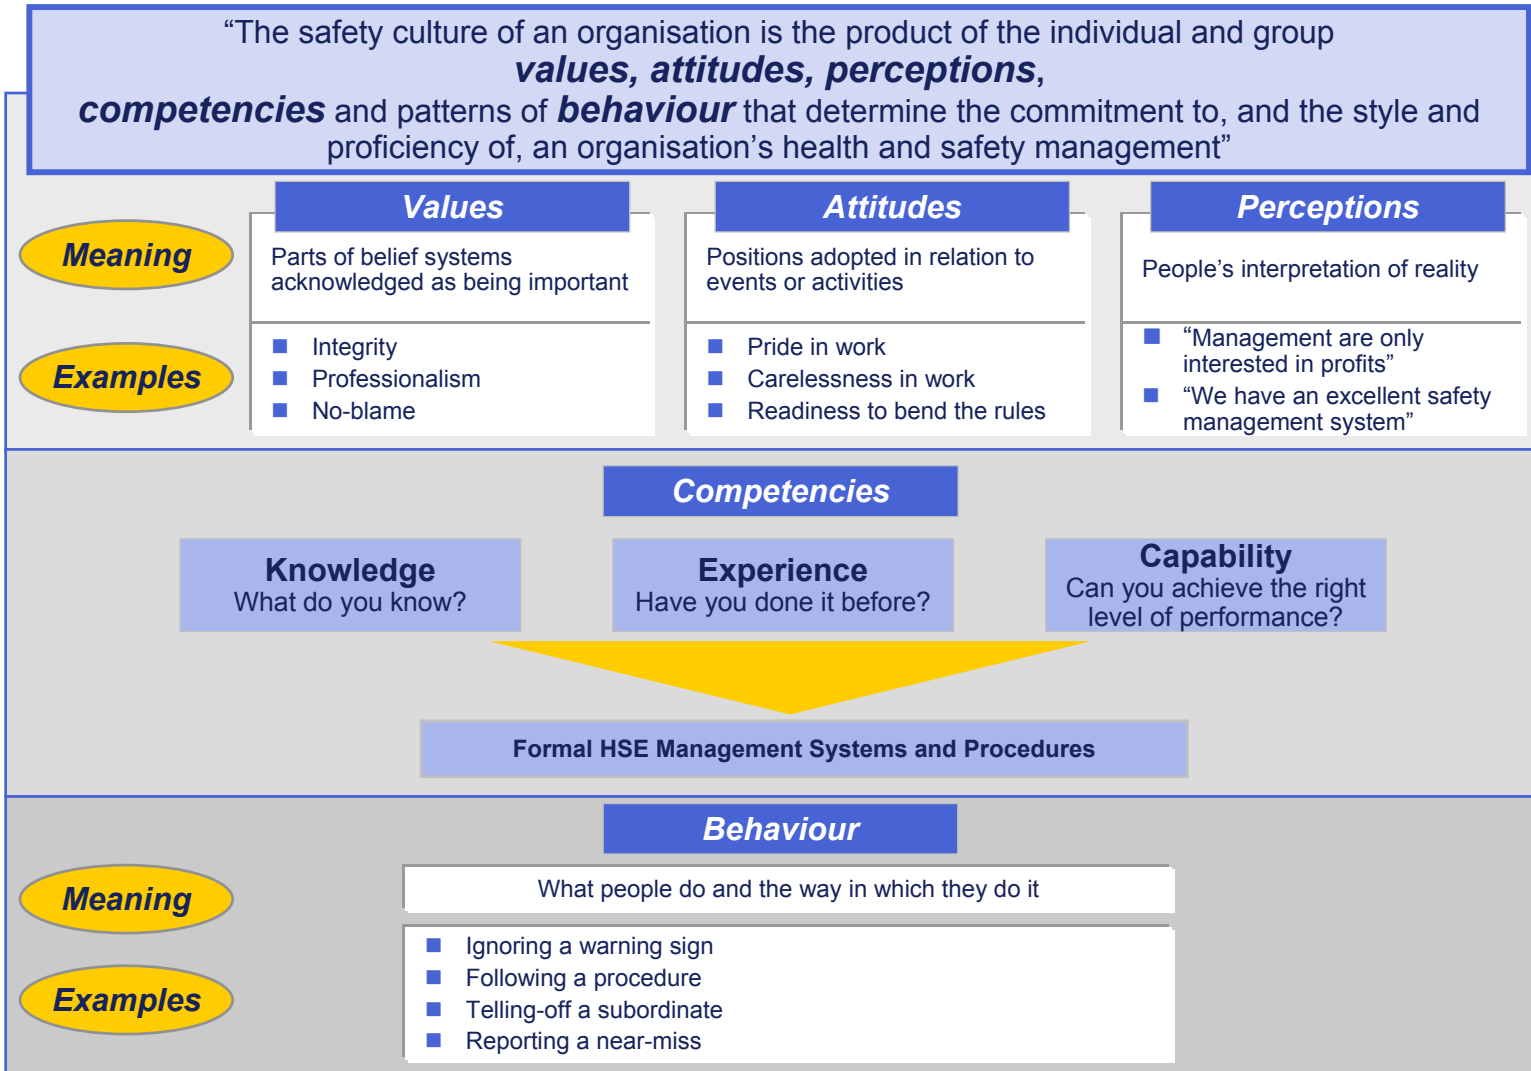 “The safety culture of an organisation is the product of the individual and group
values, attitudes, perceptions,
competencies and patterns of behaviour that determine the commitment to, and the style and
proficiency of, an organisation’s health and safety management”
Values
Attitudes
Perceptions
Meaning
Parts of belief systems
acknowledged as being important
Positions adopted in relation to
events or activities
People’s interpretation of reality
Examples
Integrity
Professionalism
No-blame
Pride in work
Carelessness in work
Readiness to bend the rules
“Management are only
interested in profits”
“We have an excellent safety
management system”
Competencies
Knowledge
What do you know?
Experience
Have you done it before?
Capability
Can you achieve the right
level of performance?
Formal HSE Management Systems and Procedures
Behaviour
Meaning
What people do and the way in which they do it
Examples
Ignoring a warning sign
Following a procedure
Telling-off a subordinate
Reporting a near-miss